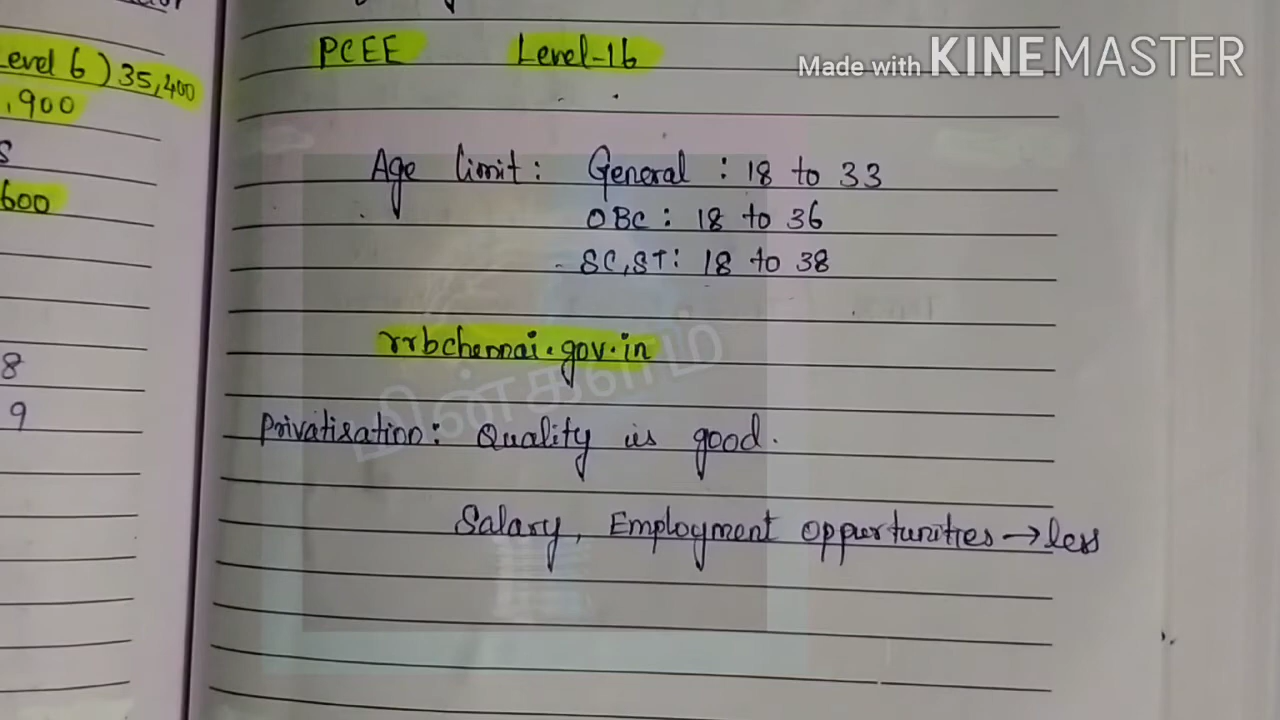 Level 6) 35,400
,900
s
600
8
9
PCEE Level-16
Age limit: General : 18 to 33
OBC : 18 to 36
SC,ST: 18 to 38
rrbchennai.gov.in
Privatisation: Quality is good.
Salary, Employment oppurtunities → less
Made with KINEMASTER
மின்களம்